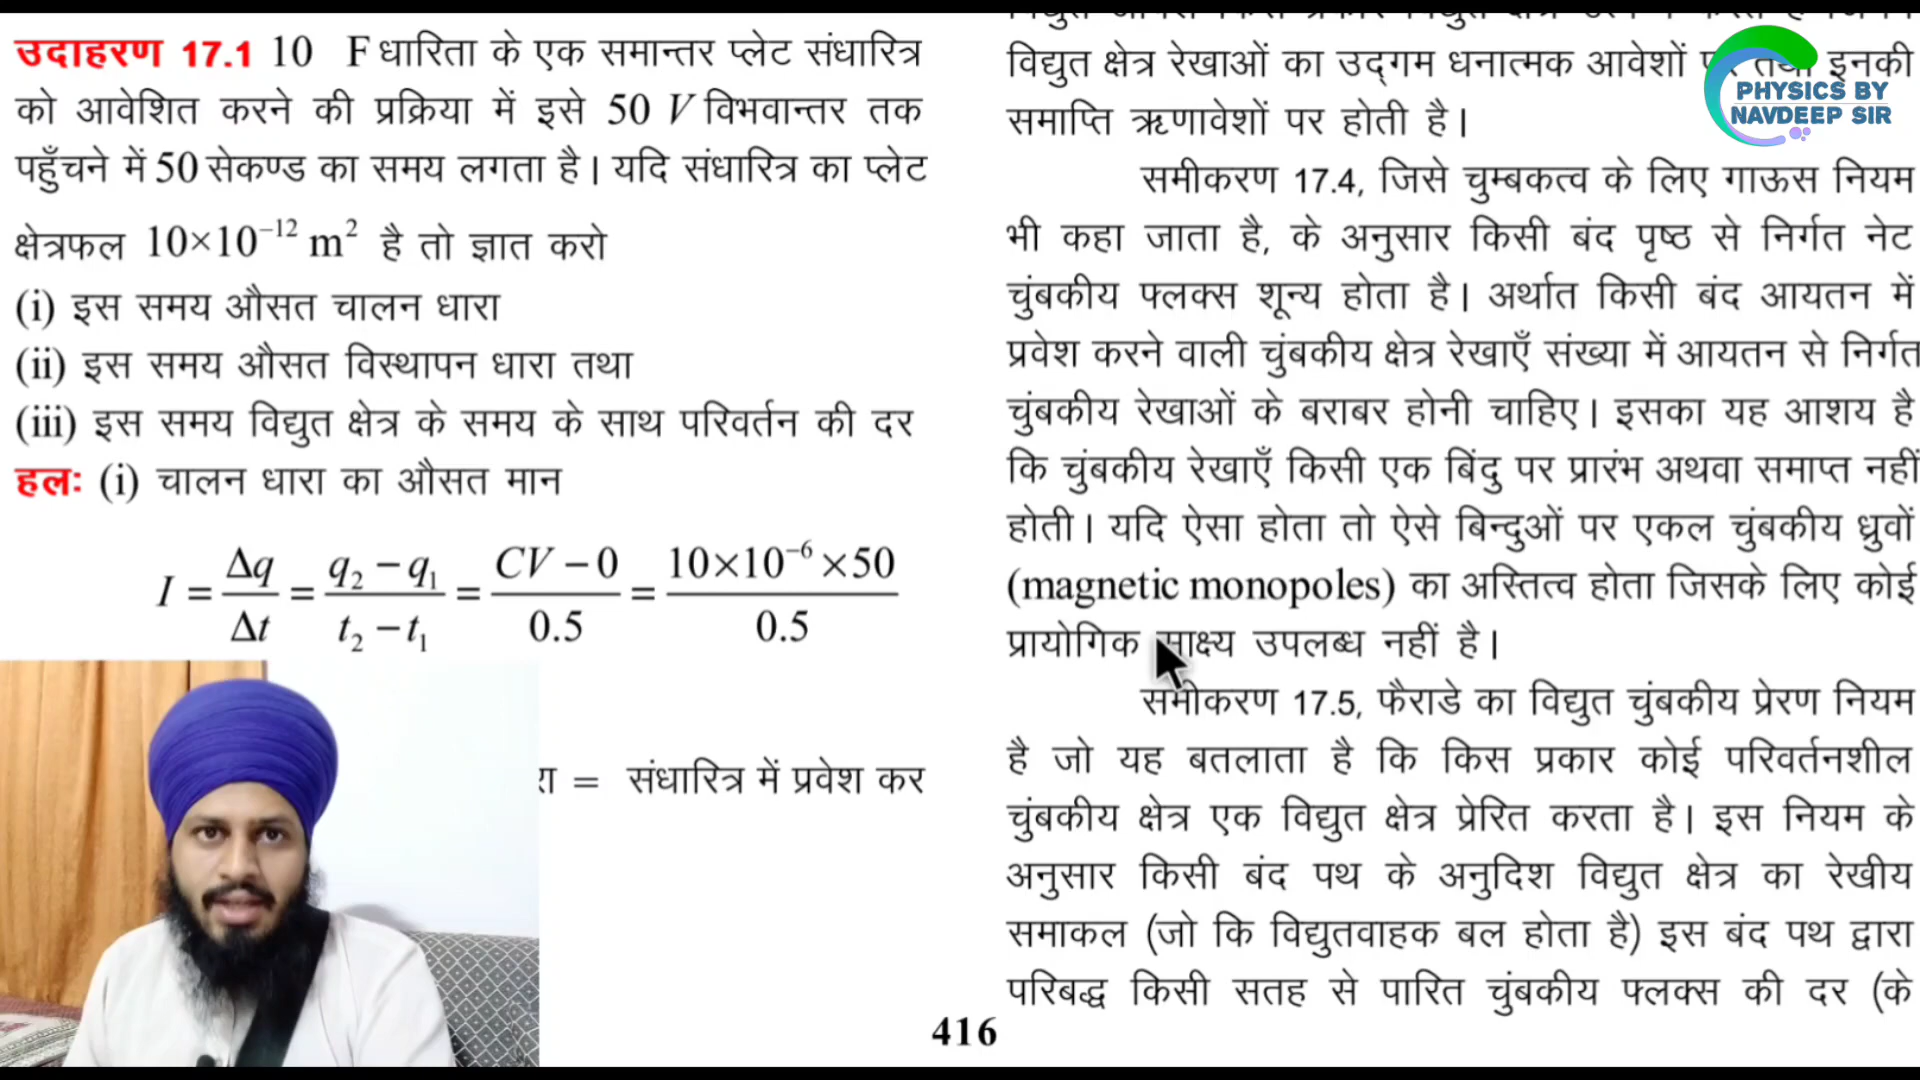 उदाहरण 17.1 10 F धारिता के एक समान्तर प्लेट संधारित्र
को आवेशित करने की प्रक्रिया में इसे 50 V विभवान्तर तक
पहुँचने में 50 सेकण्ड का समय लगता है। यदि संधारित्र का प्लेट
क्षेत्रफल 10×10⁻¹² m² है तो ज्ञात करो
(i) इस समय औसत चालन धारा
(ii) इस समय औसत विस्थापन धारा तथा
(iii) इस समय विद्युत क्षेत्र के समय के साथ परिवर्तन की दर
हलः (i) चालन धारा का औसत मान
I = Δq/Δt = (q₂ − q₁)/(t₂ − t₁) = (CV − 0)/0.5 = (10×10⁻⁶×50)/0.5
= संधारित्र में प्रवेश कर
416
विद्युत क्षेत्र रेखाओं का उद्गम धनात्मक आवेशों पर तथा इनकी
समाप्ति ऋणावेशों पर होती है।
समीकरण 17.4, जिसे चुम्बकत्व के लिए गाऊस नियम
भी कहा जाता है, के अनुसार किसी बंद पृष्ठ से निर्गत नेट
चुंबकीय फ्लक्स शून्य होता है। अर्थात किसी बंद आयतन में
प्रवेश करने वाली चुंबकीय क्षेत्र रेखाएँ संख्या में आयतन से निर्गत
चुंबकीय रेखाओं के बराबर होनी चाहिए। इसका यह आशय है
कि चुंबकीय रेखाएँ किसी एक बिंदु पर प्रारंभ अथवा समाप्त नहीं
होती। यदि ऐसा होता तो ऐसे बिन्दुओं पर एकल चुंबकीय ध्रुवों
(magnetic monopoles) का अस्तित्व होता जिसके लिए कोई
प्रायोगिक साक्ष्य उपलब्ध नहीं है।
समीकरण 17.5, फैराडे का विद्युत चुंबकीय प्रेरण नियम
है जो यह बतलाता है कि किस प्रकार कोई परिवर्तनशील
चुंबकीय क्षेत्र एक विद्युत क्षेत्र प्रेरित करता है। इस नियम के
अनुसार किसी बंद पथ के अनुदिश विद्युत क्षेत्र का रेखीय
समाकल (जो कि विद्युतवाहक बल होता है) इस बंद पथ द्वारा
परिबद्ध किसी सतह से पारित चुंबकीय फ्लक्स की दर (के
PHYSICS BY
NAVDEEP SIR